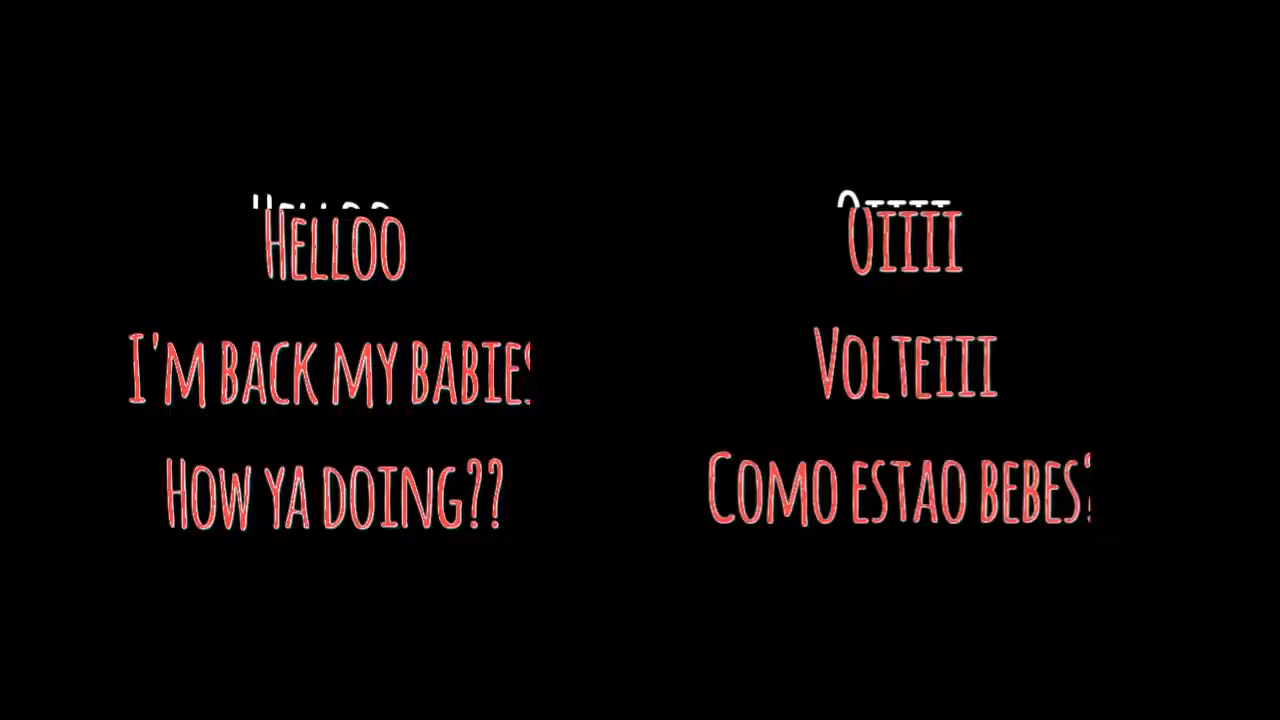 Helloo
I'm back my babies
How ya doing??
Oiiii
Volteiii
Como estao bebes?